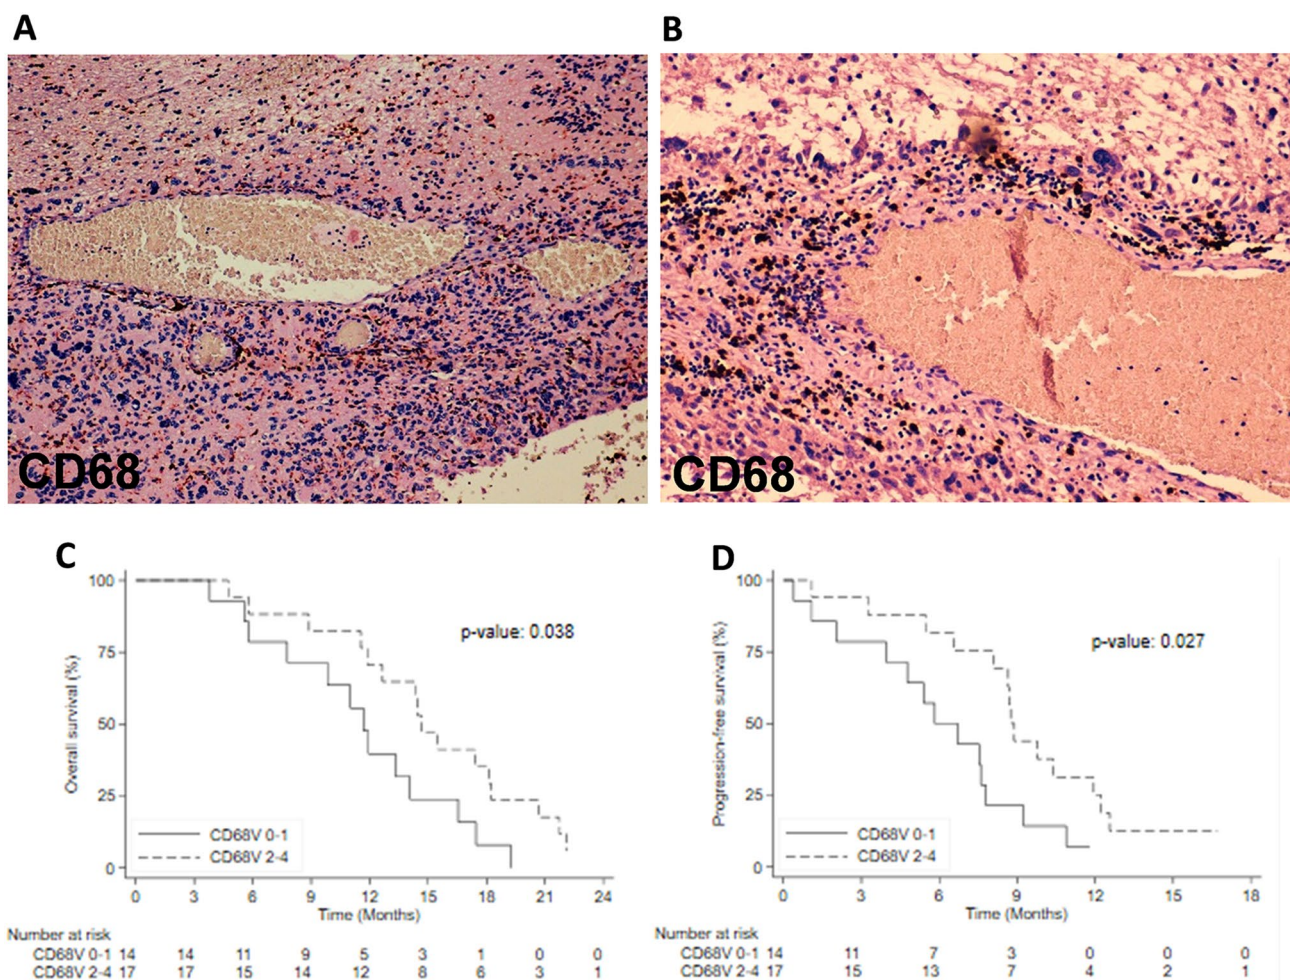 A
B
CD68
CD68
C
D
100
75
50
25
0
Overall survival (%)
p-value: 0.038
CD68V 0-1
CD68V 2-4
0 3 6 9 12 15 18 21 24
Time (Months)
Number at risk
CD68V 0-1 14 14 11 9 5 3 1 0 0
CD68V 2-4 17 17 15 14 12 8 6 3 1
100
75
50
25
0
Progression-free survival (%)
p-value: 0.027
CD68V 0-1
CD68V 2-4
0 3 6 9 12 15 18
Time (Months)
Number at risk
CD68V 0-1 14 11 7 3 0 0 0
CD68V 2-4 17 15 13 7 4 2 0